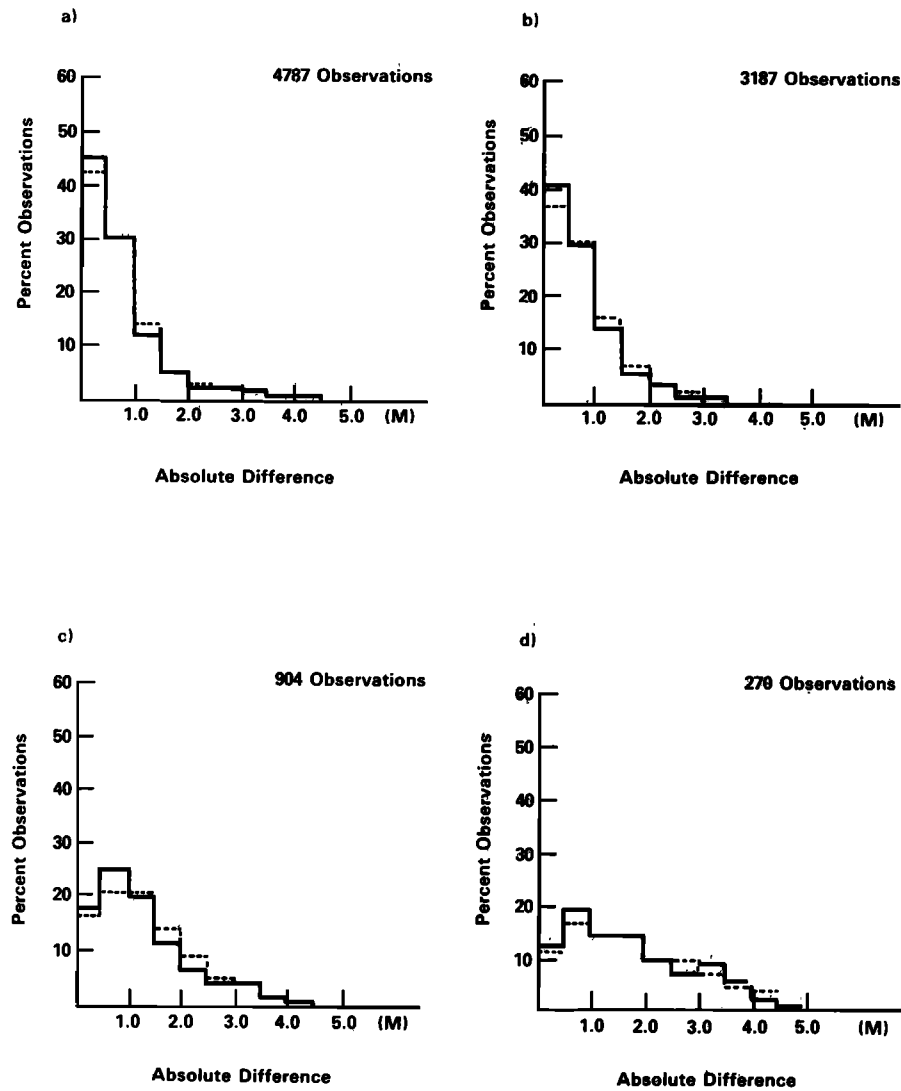 a)
4787 Observations
60
50
40
30
20
10
Percent Observations
1.0 2.0 3.0 4.0 5.0 (M)
Absolute Difference
b)
3187 Observations
60
50
40
30
20
10
Percent Observations
1.0 2.0 3.0 4.0 5.0 (M)
Absolute Difference
c)
904 Observations
60
50
40
30
20
10
Percent Observations
1.0 2.0 3.0 4.0 5.0 (M)
Absolute Difference
d)
270 Observations
60
50
40
30
20
10
Percent Observations
1.0 2.0 3.0 4.0 5.0 (M)
Absolute Difference